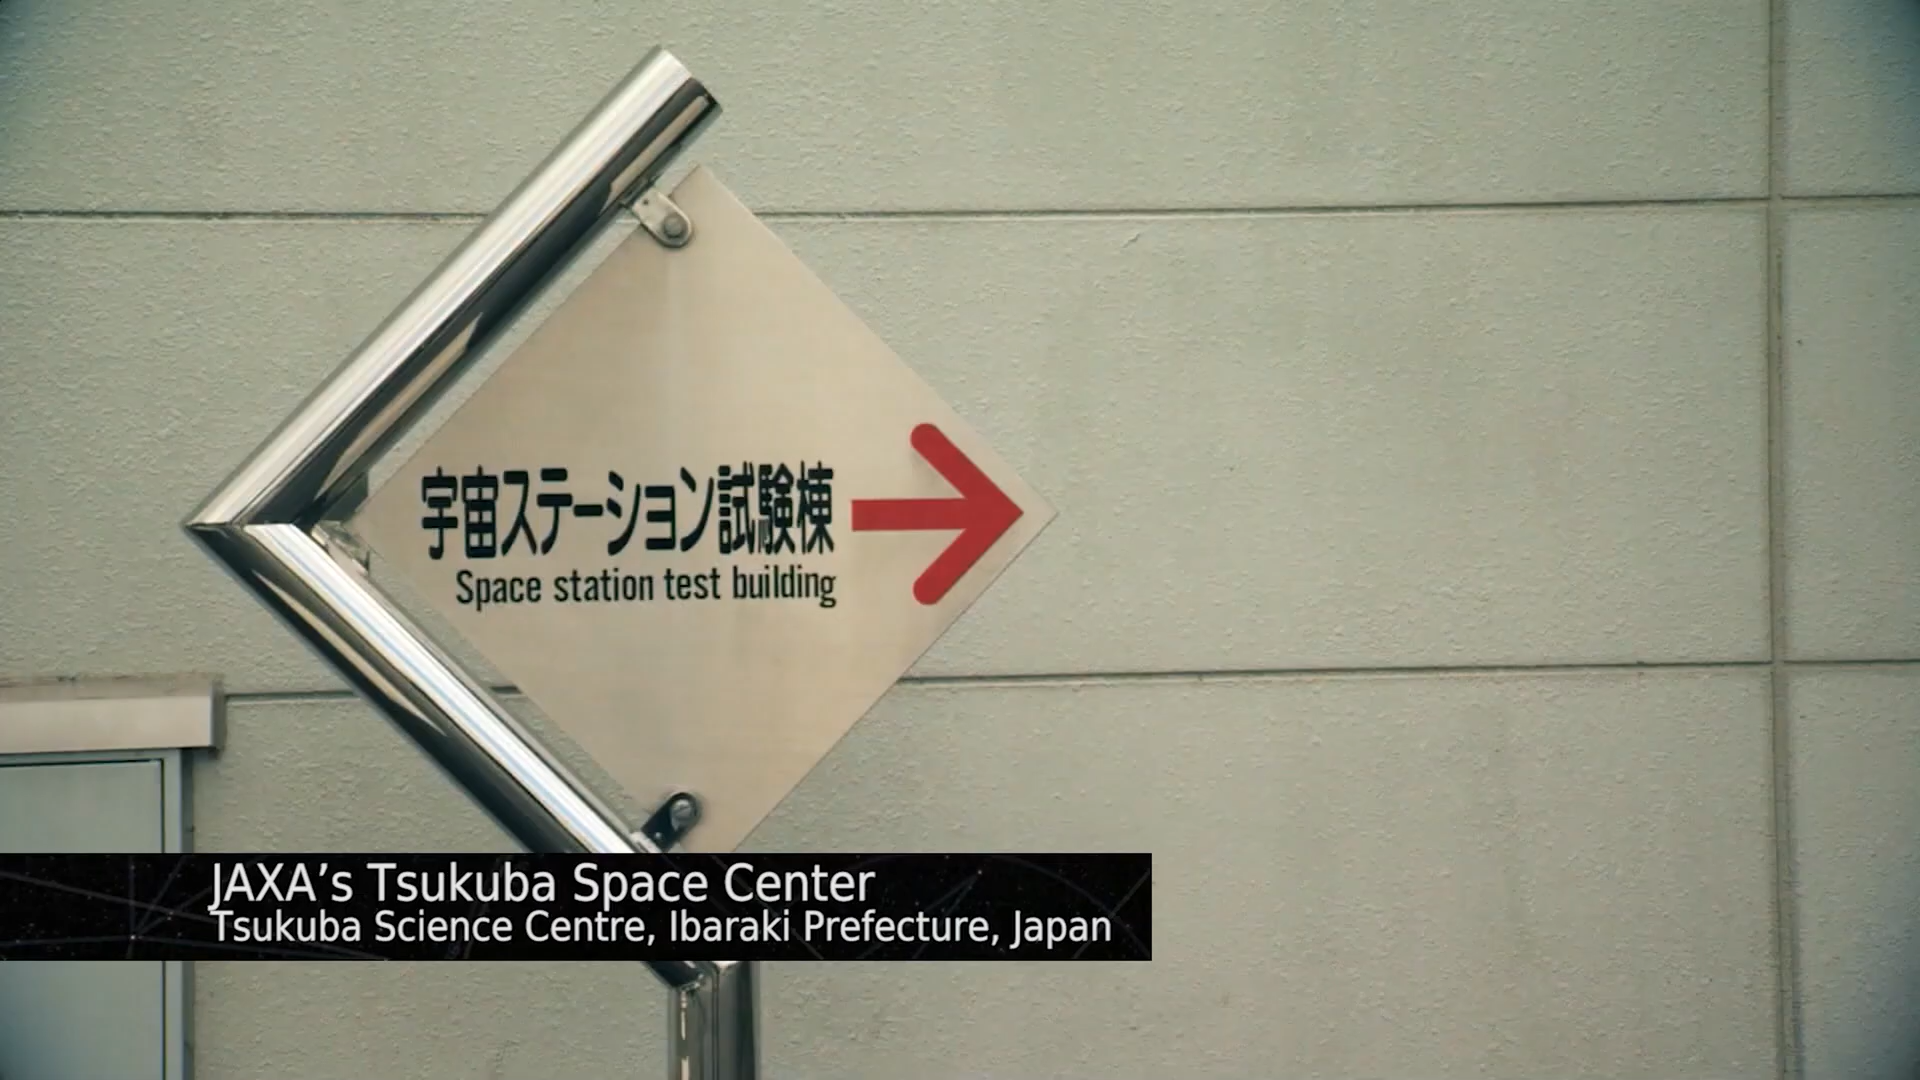 宇宙ステーション試験棟
Space station test building
JAXA’s Tsukuba Space Center
Tsukuba Science Centre, Ibaraki Prefecture, Japan